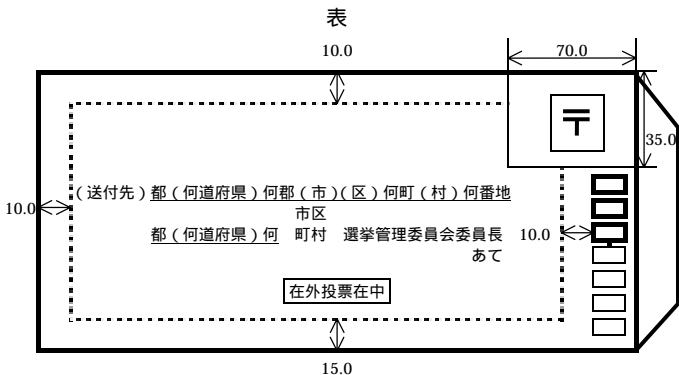 表
10.0
70.0
〒
35.0
(送付先)都(何道府県)何郡(市)(区)何町(村)何番地
10.0
市区
都(何道府県)何 町村 選挙管理委員会委員長
10.0
あて
在外投票在中
15.0